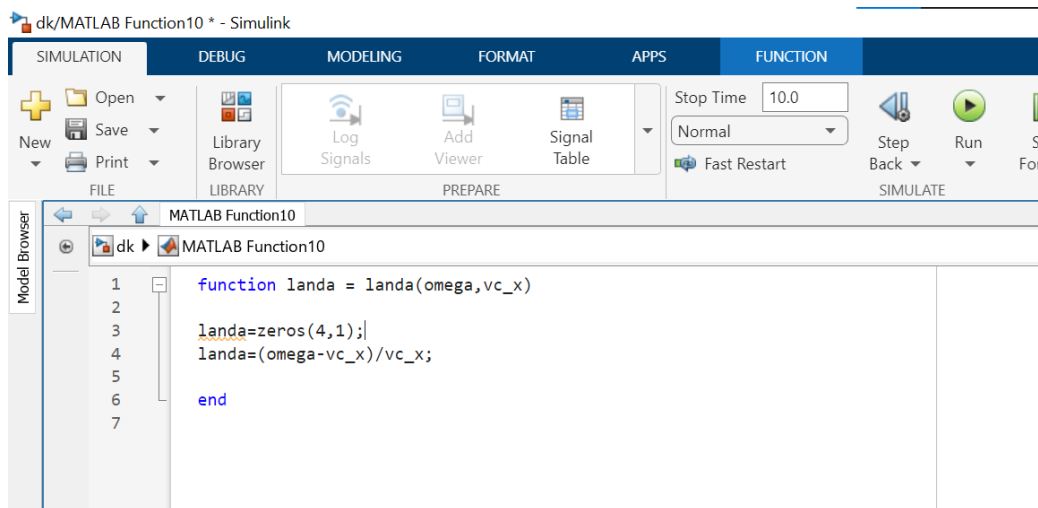 dk/MATLAB Function10 * - Simulink
SIMULATION DEBUG MODELING FORMAT APPS FUNCTION
New
Open
Save
Print
FILE
Library
Browser
LIBRARY
Log
Signals
Add
Viewer
Signal
Table
PREPARE
Stop Time 10.0
Normal
Fast Restart
Step
Back
Run
S
Fo
SIMULATE
Model Browser
MATLAB Function10
dk MATLAB Function10
1 function landa = landa(omega,vc_x)
2
3 landa=zeros(4,1);
4 landa=(omega-vc_x)/vc_x;
5
6 end
7